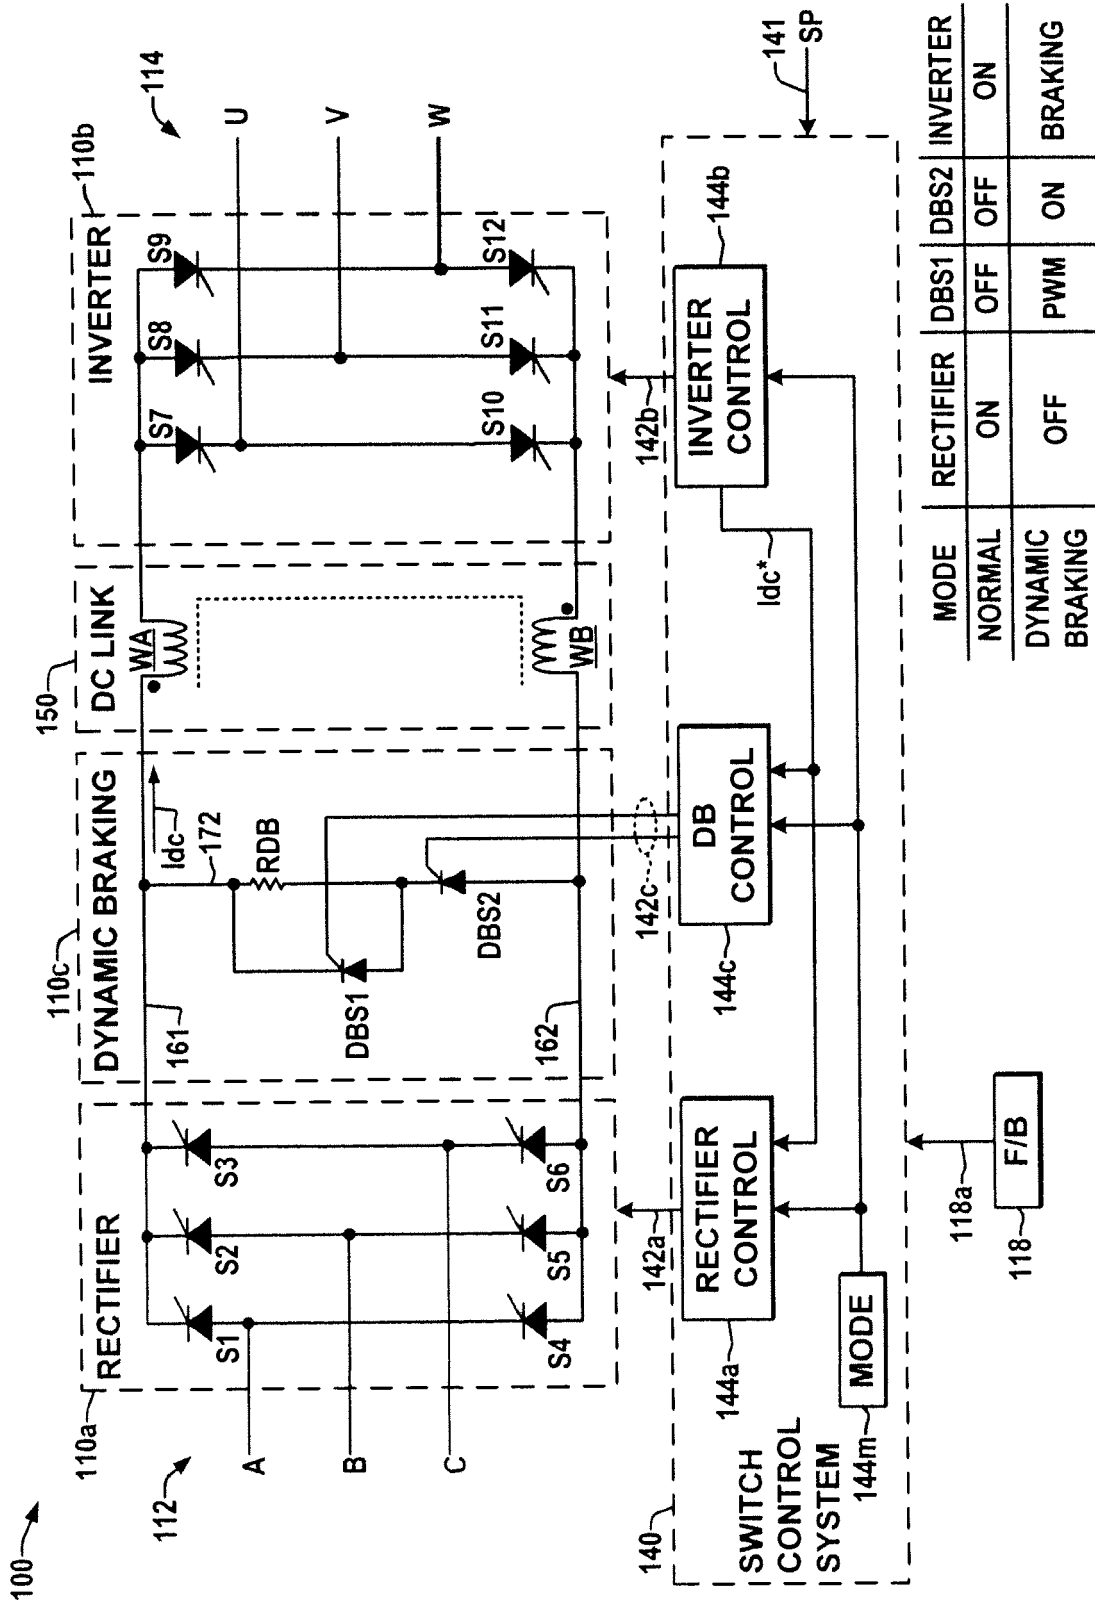 100
112
114
110a
RECTIFIER
S1
S2
S3
S4
S5
S6
A
B
C
110c
DYNAMIC BRAKING
161
162
Idc
172
RDB
DBS1
DBS2
150
DC LINK
WA
WB
110b
INVERTER
S7
S8
S9
S10
S11
S12
U
V
W
142a
142c
142b
140
SWITCH
CONTROL
SYSTEM
144a
RECTIFIER
CONTROL
144c
DB
CONTROL
144b
INVERTER
CONTROL
Idc*
144m
MODE
141
SP
118a
118
F/B
MODE RECTIFIER DBS1 DBS2 INVERTER
NORMAL ON OFF OFF ON
DYNAMIC
BRAKING OFF PWM ON BRAKING